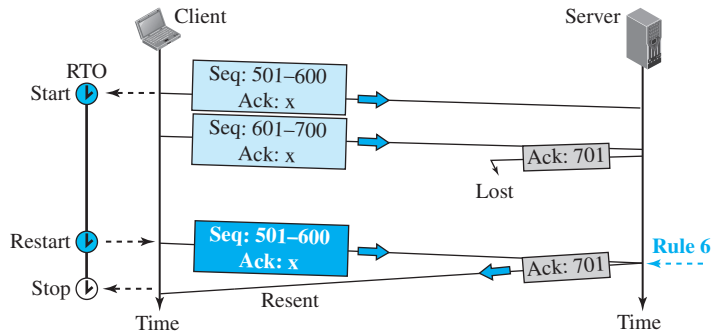 Client
Server
RTO
Start
Seq: 501–600
Ack: x
Seq: 601–700
Ack: x
Ack: 701
Lost
Restart
Seq: 501–600
Ack: x
Rule 6
Ack: 701
Stop
Resent
Time
Time